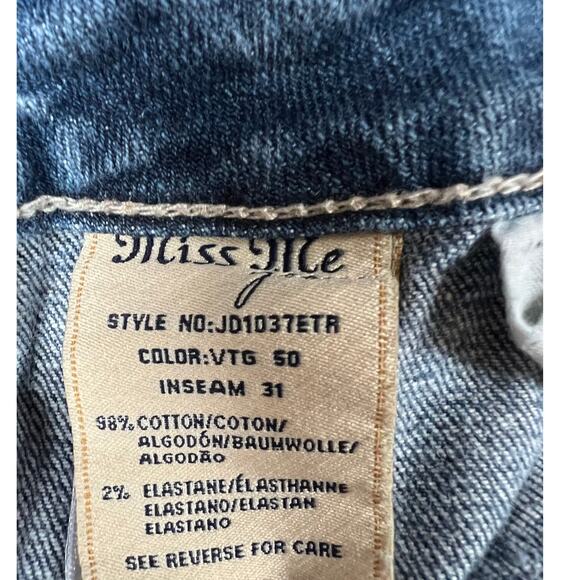 Miss Me
STYLE NO:JD1037ETR
COLOR:VTG 50
INSEAM 31
98% COTTON/COTON/
ALGODÓN/BAUMWOLLE/
ALGODÃO
2% ELASTANE/ÉLASTHANNE
ELASTANO/ELASTAN
ELASTANO
SEE REVERSE FOR CARE